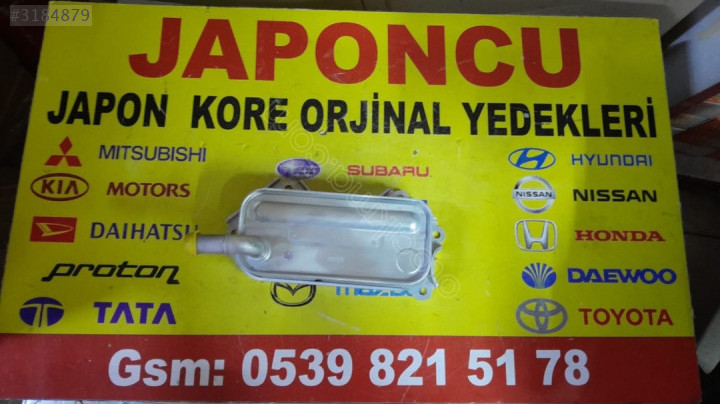 #3184879
JAPONCU
JAPON KORE ORJİNAL YEDEKLERİ
MITSUBISHI
SUBARU
HYUNDAI
KIA MOTORS
NISSAN NISSAN
DAIHATSU
HONDA
proton
DAEWOO
TATA
mazda
TOYOTA
Gsm: 0539 821 51 78